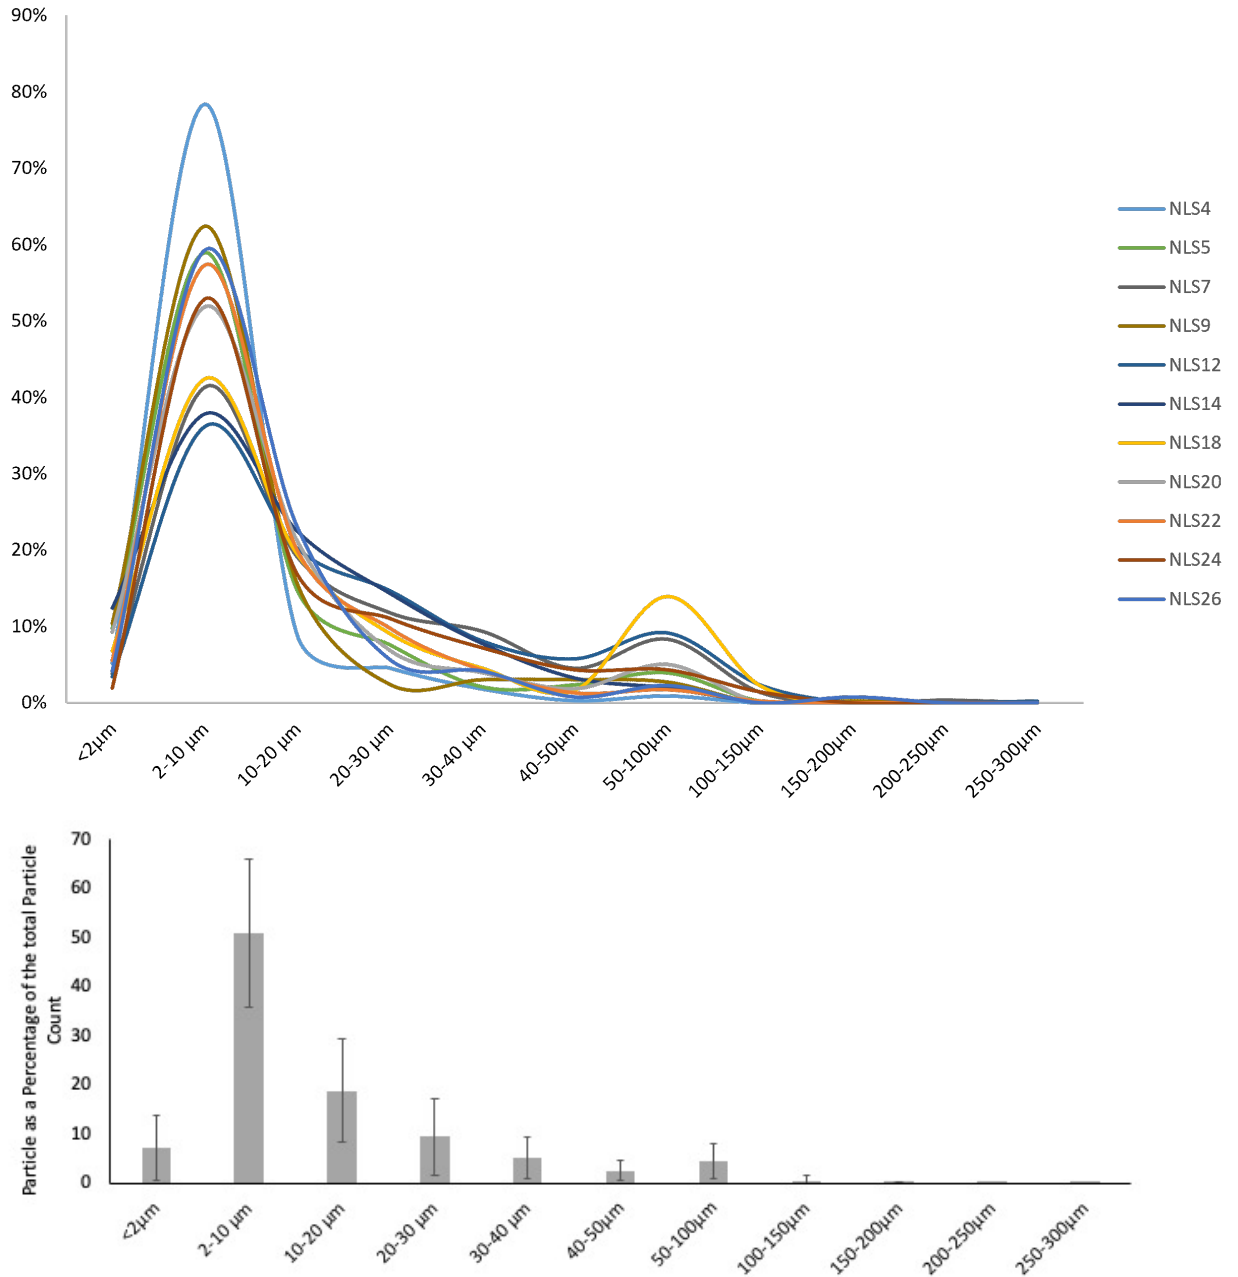 90%
80%
70%
60%
50%
40%
30%
20%
10%
0%
<2µm
2-10 µm
10-20 µm
20-30 µm
30-40 µm
40-50µm
50-100µm
100-150µm
150-200µm
200-250µm
250-300µm
NLS4
NLS5
NLS7
NLS9
NLS12
NLS14
NLS18
NLS20
NLS22
NLS24
NLS26
Particle as a Percentage of the total Particle
Count
70
60
50
40
30
20
10
0
<2µm
2-10 µm
10-20 µm
20-30 µm
30-40 µm
40-50µm
50-100µm
100-150µm
150-200µm
200-250µm
250-300µm